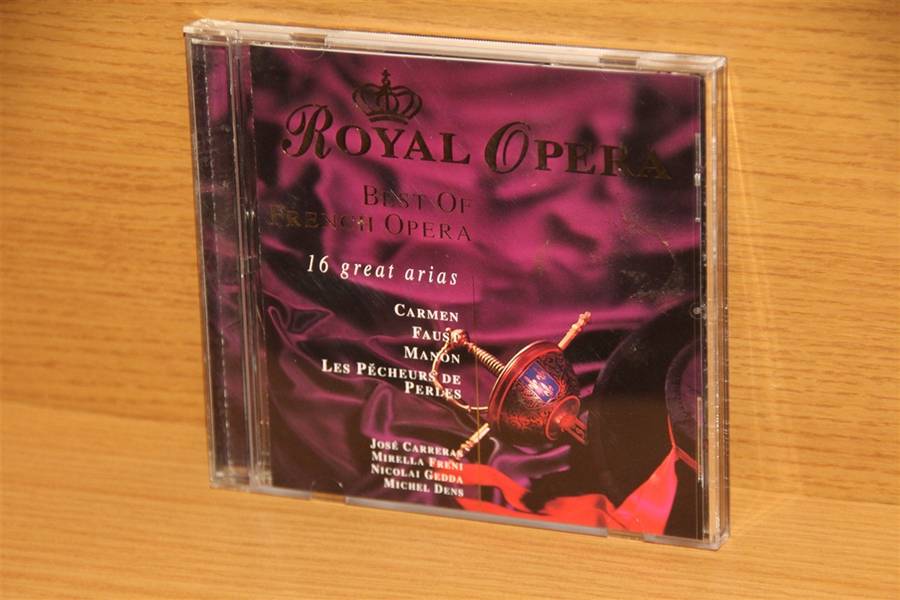 ROYAL OPERA
BEST OF
FRENCH OPERA
16 great arias
CARMEN
FAUST
MANON
LES PÊCHEURS DE
PERLES
JOSÉ CARRERAS
MIRELLA FRENI
NICOLAI GEDDA
MICHEL DENS